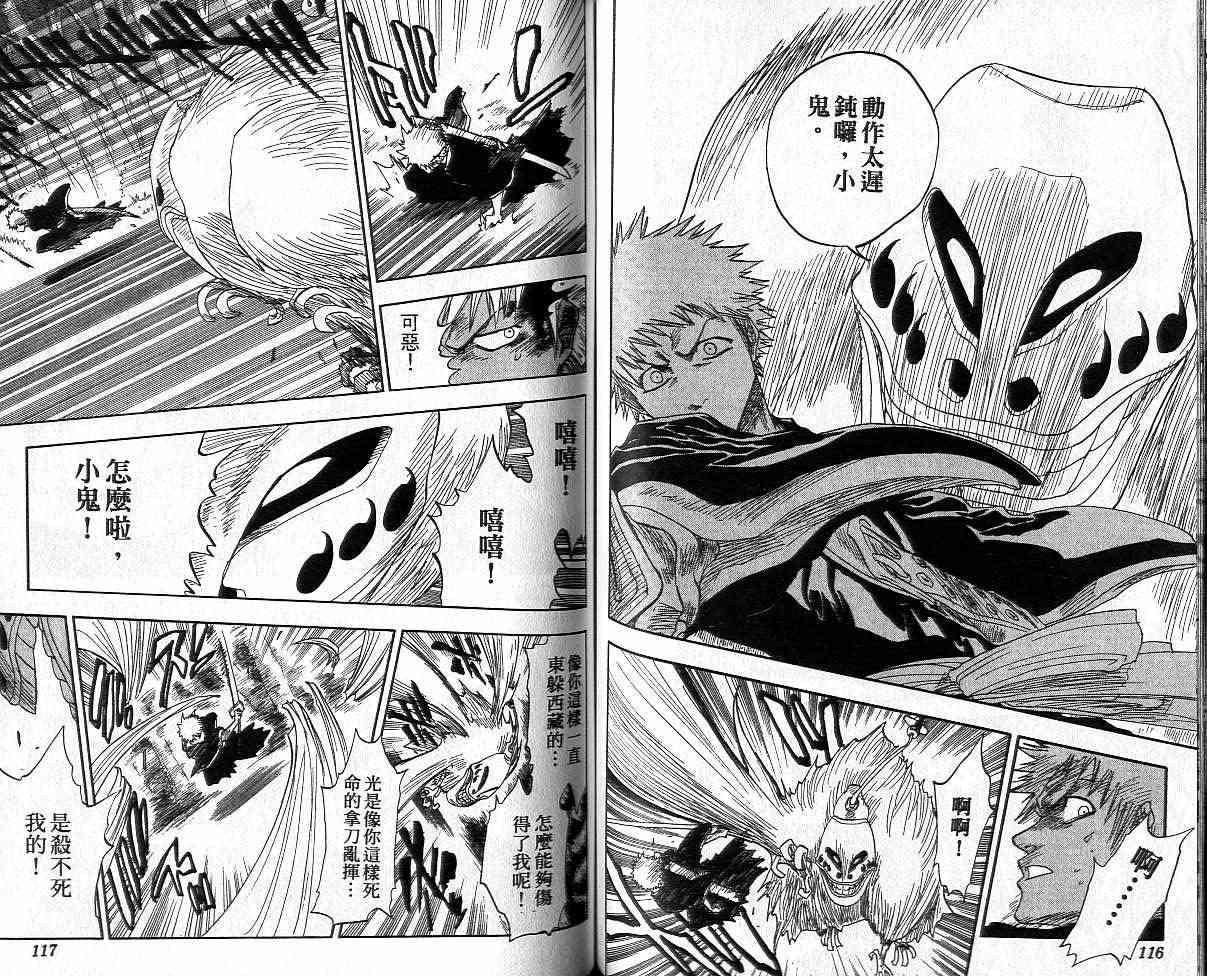 動作太遲
鈍囉，小
鬼。
啊
……
啊啊！
116
可惡！
嘻嘻！
嘻嘻！
怎麼啦，
小鬼！
像你這樣一直
東躲西藏的…
怎麼能夠傷
得了我呢！
光是像你這樣死
命的拿刀亂揮…
是殺不死
我的！
117